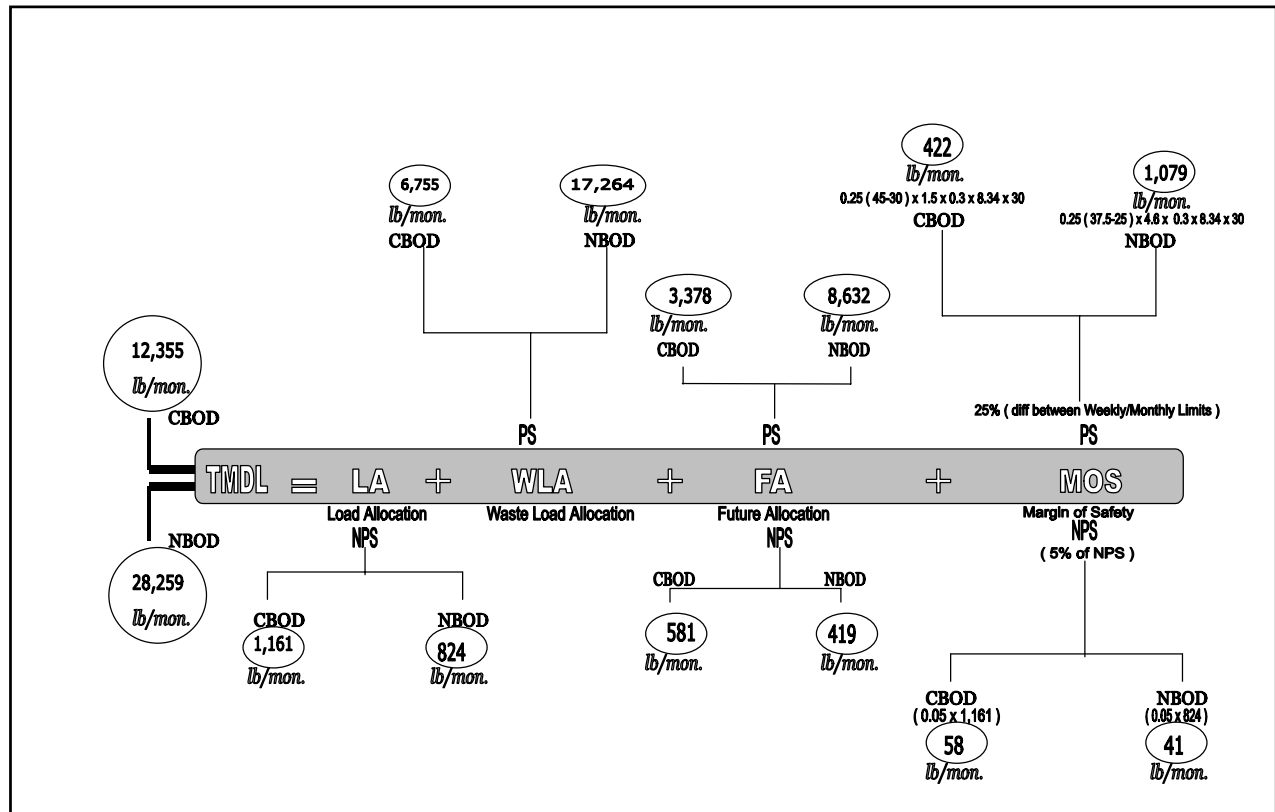 422
lb/mon.
0.25 ( 45-30 ) x 1.5 x 0.3 x 8.34 x 30
CBOD
1,079
lb/mon.
0.25 ( 37.5-25 ) x 4.6 x 0.3 x 8.34 x 30
NBOD
6,755
lb/mon.
CBOD
17,264
lb/mon.
NBOD
3,378
lb/mon.
CBOD
8,632
lb/mon.
NBOD
12,355
lb/mon.
CBOD
25% ( diff between Weekly/Monthly Limits )
PS PS PS
TMDL = LA + WLA + FA + MOS
Load Allocation Waste Load Allocation Future Allocation Margin of Safety
NPS NPS NPS
( 5% of NPS )
NBOD
28,259
lb/mon.
CBOD
1,161
lb/mon.
NBOD
824
lb/mon.
CBOD
581
lb/mon.
NBOD
419
lb/mon.
CBOD
( 0.05 x 1,161 )
58
lb/mon.
NBOD
( 0.05 x 824 )
41
lb/mon.